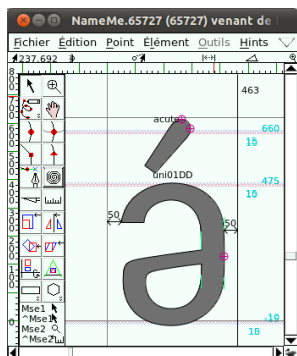 NameMe.65727 (65727) venant de
Fichier Édition Point Élément Outils Hints
237.692
463
acute
660
15
uni01DD
475
15
50
50
-10
10
Mse1
^Mse1
Mse2
^Mse2